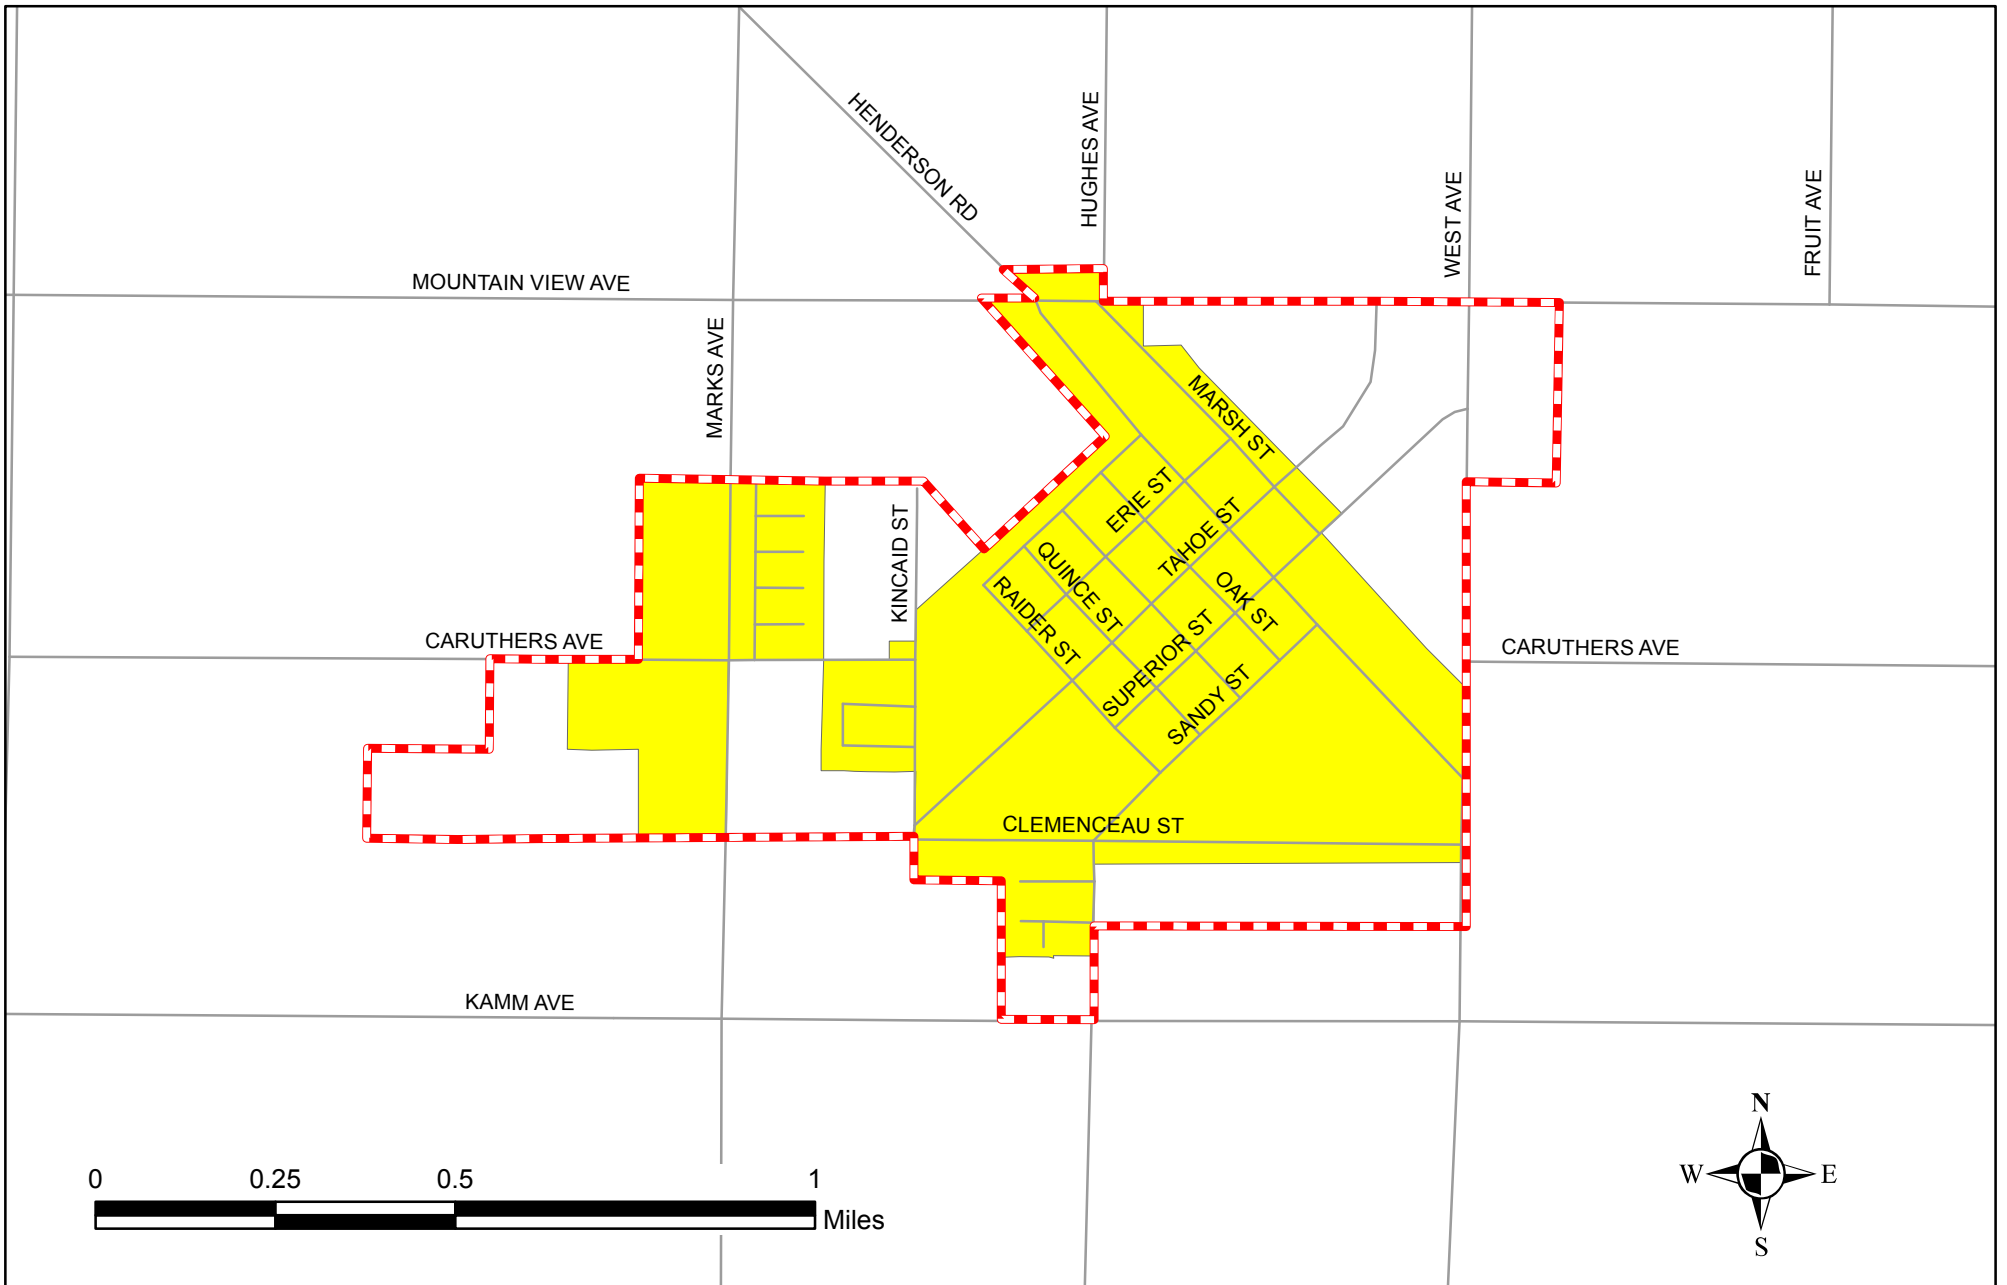 HENDERSON RD
HUGHES AVE
WEST AVE
FRUIT AVE
MOUNTAIN VIEW AVE
MARKS AVE
MARSH ST
ERIE ST
TAHOE ST
KINCAID ST
QUINCE ST
OAK ST
RAIDER ST
SUPERIOR ST
CARUTHERS AVE
CARUTHERS AVE
SANDY ST
CLEMENCEAU ST
KAMM AVE
N
W
E
S
0 0.25 0.5 1
Miles